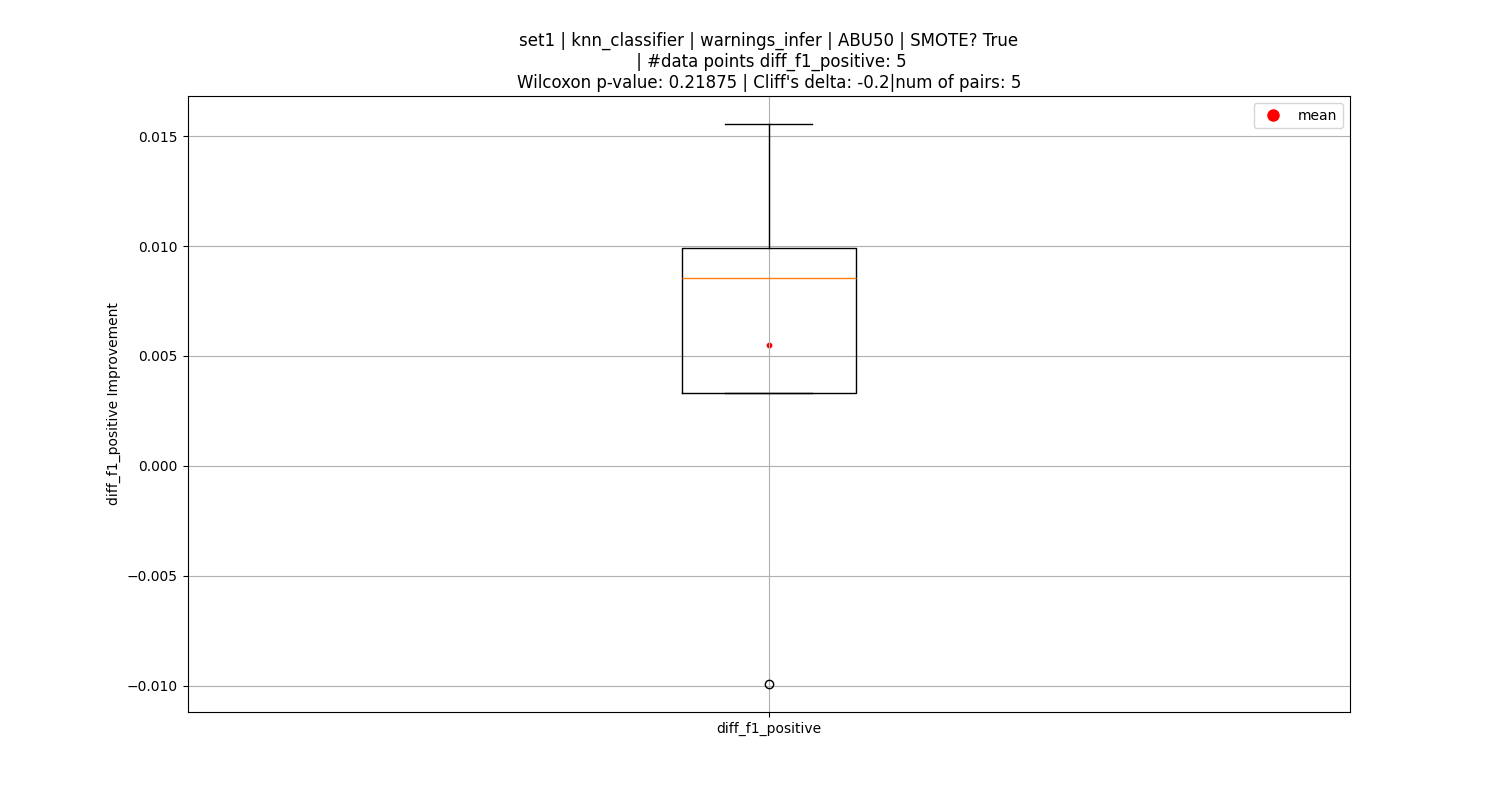 set1 | knn_classifier | warnings_infer | ABU50 | SMOTE? True
| #data points diff_f1_positive: 5
Wilcoxon p-value: 0.21875 | Cliff's delta: -0.2|num of pairs: 5
mean
0.015
0.010
0.005
0.000
−0.005
−0.010
diff_f1_positive Improvement
diff_f1_positive